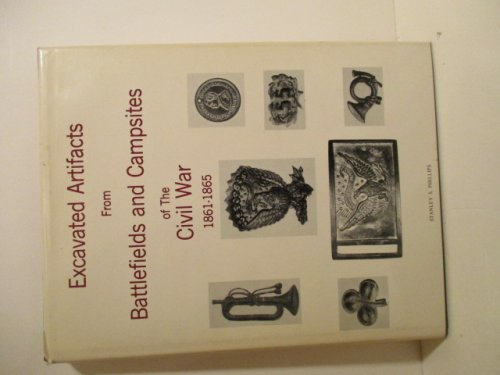 Excavated Artifacts
From
Battlefields and Campsites
of The
Civil War
1861-1865
STANLEY S. PHILLIPS